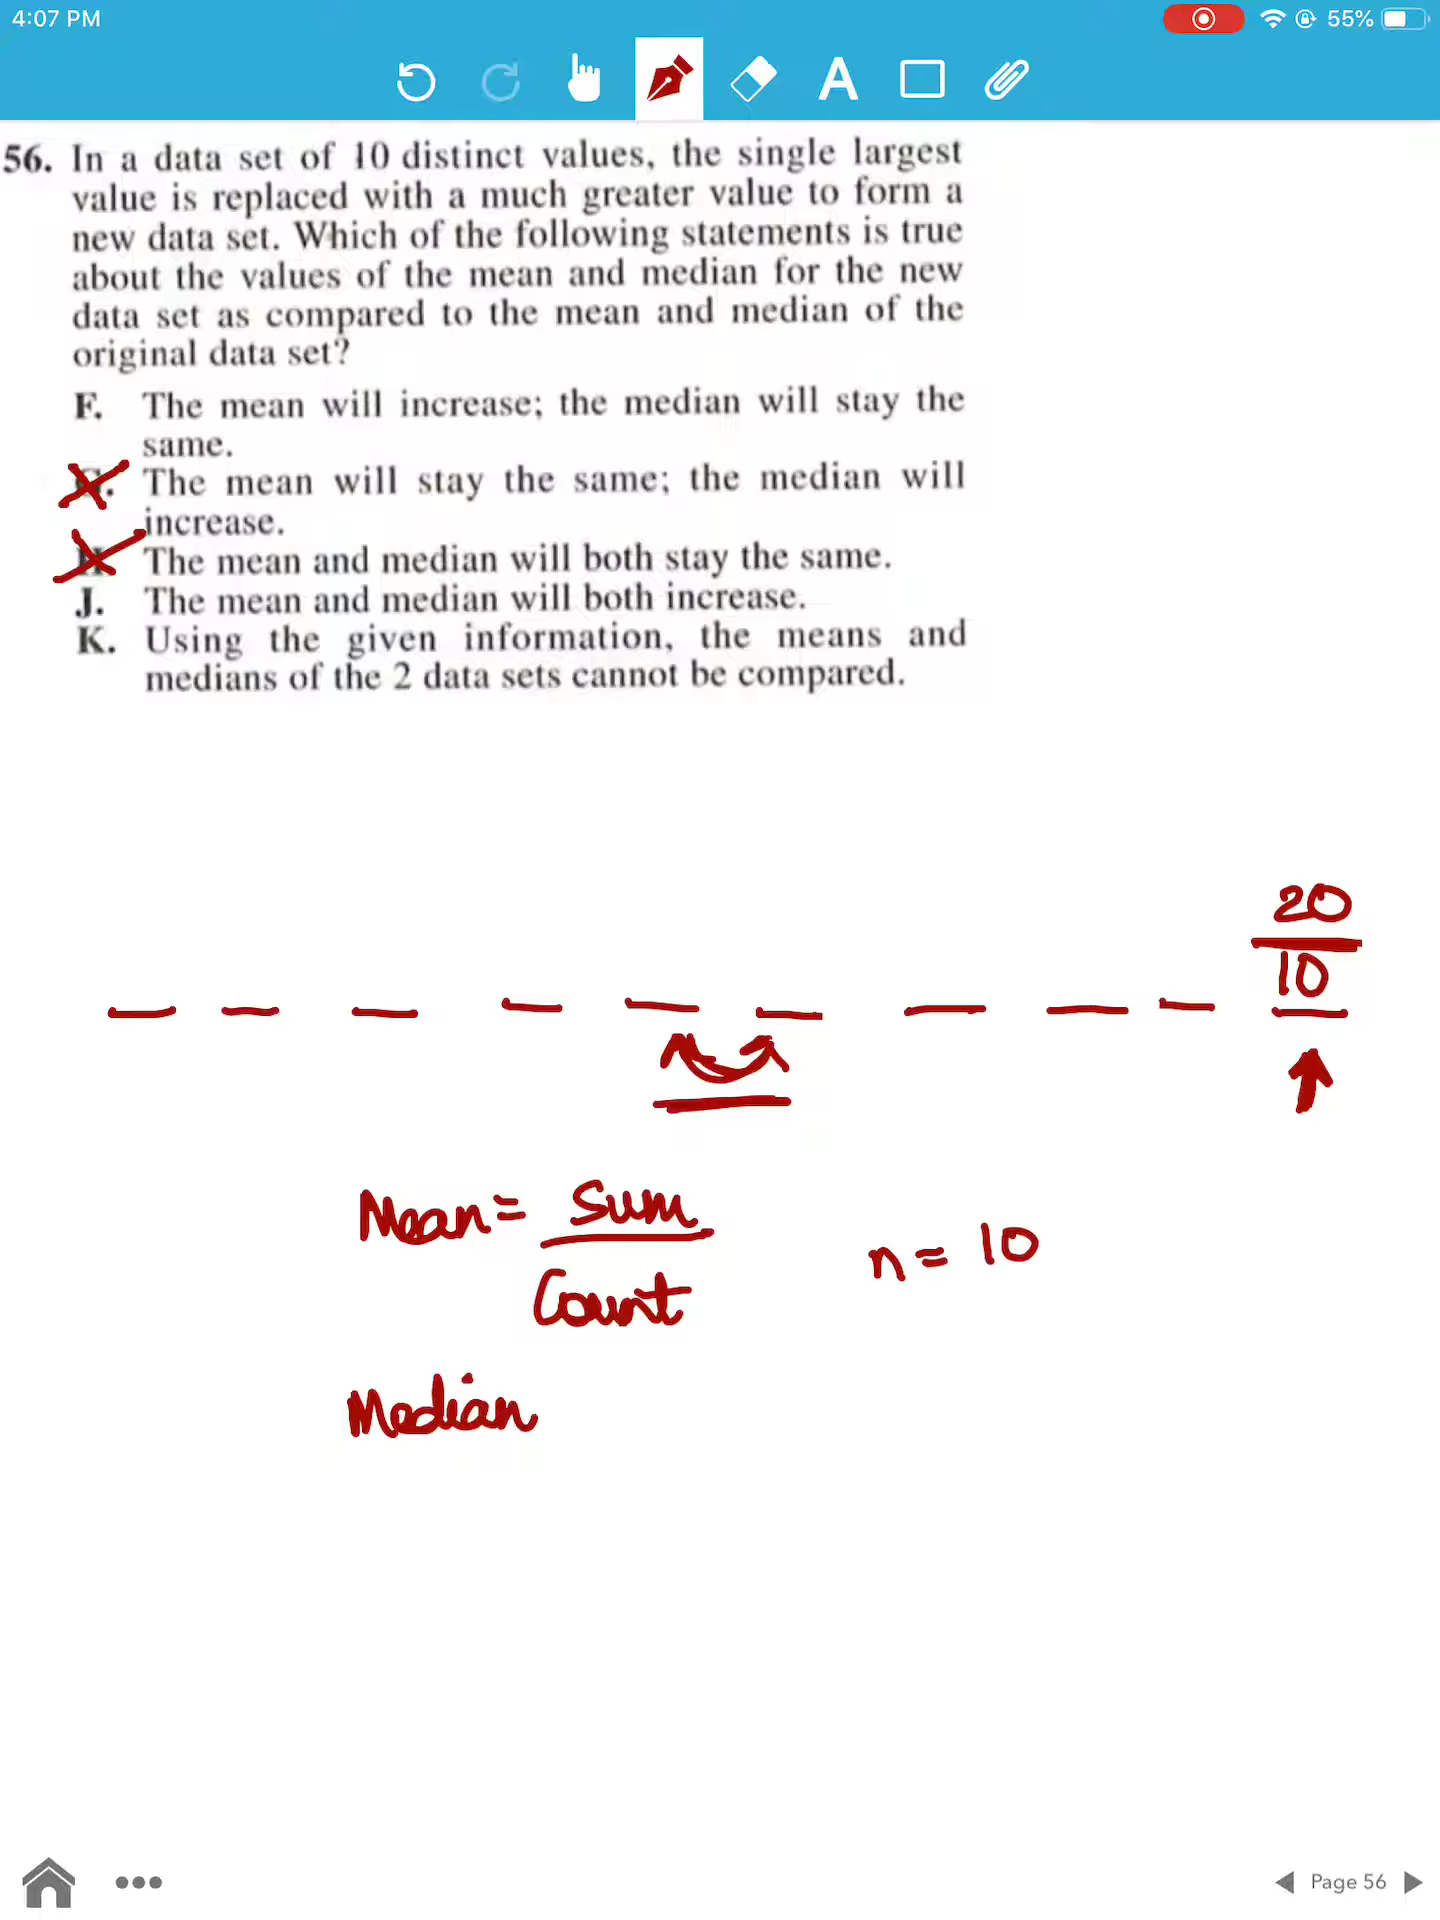 4:07 PM
55%
A
56. In a data set of 10 distinct values, the single largest
value is replaced with a much greater value to form a
new data set. Which of the following statements is true
about the values of the mean and median for the new
data set as compared to the mean and median of the
original data set?
F. The mean will increase; the median will stay the
same.
G. The mean will stay the same; the median will
increase.
H. The mean and median will both stay the same.
J. The mean and median will both increase.
K. Using the given information, the means and
medians of the 2 data sets cannot be compared.
20
10
Mean = Sum
Count
n = 10
Median
Page 56